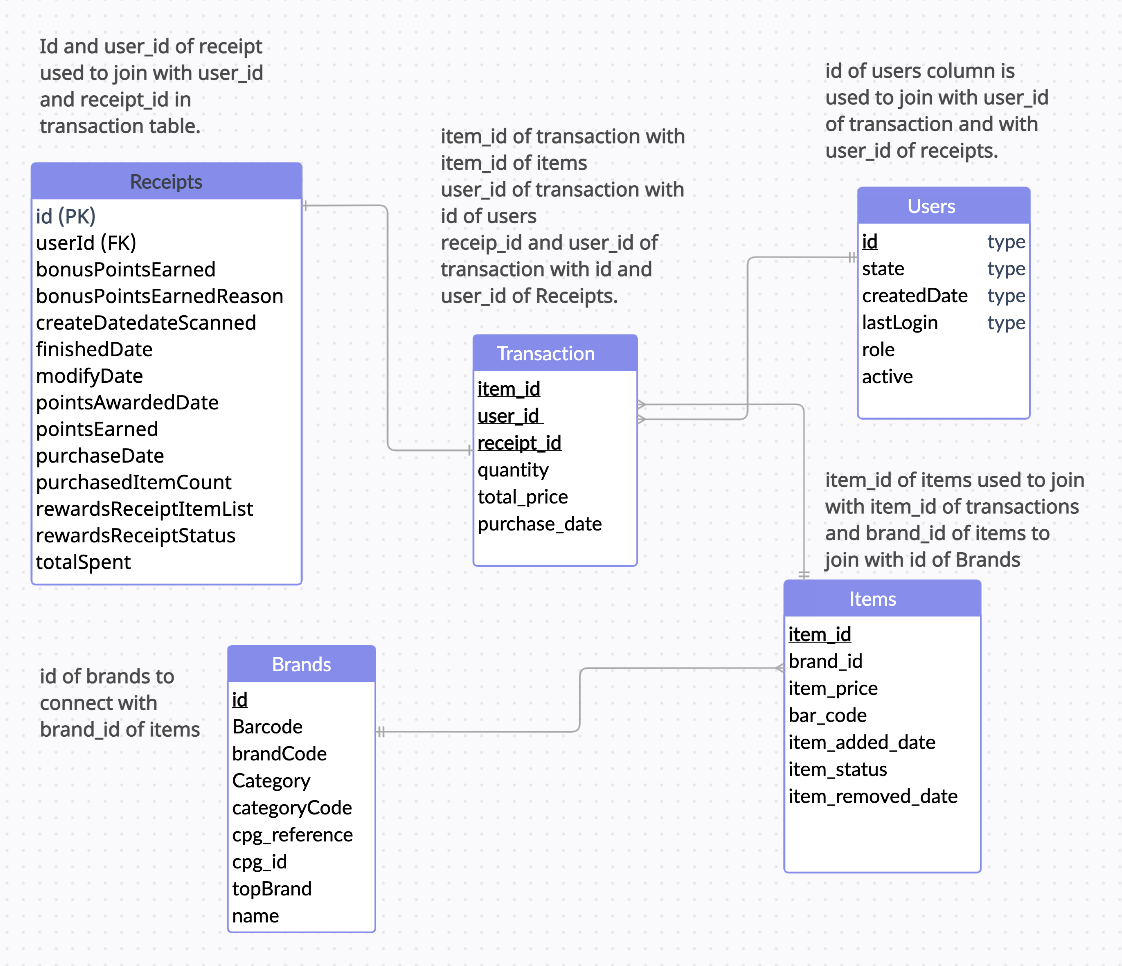 Id and user_id of receipt
used to join with user_id
and receipt_id in
transaction table.
Receipts
id (PK)
userId (FK)
bonusPointsEarned
bonusPointsEarnedReason
createDatedateScanned
finishedDate
modifyDate
pointsAwardedDate
pointsEarned
purchaseDate
purchasedItemCount
rewardsReceiptItemList
rewardsReceiptStatus
totalSpent
item_id of transaction with
item_id of items
user_id of transaction with
id of users
receip_id and user_id of
transaction with id and
user_id of Receipts.
Transaction
item_id
user_id
receipt_id
quantity
total_price
purchase_date
id of users column is
used to join with user_id
of transaction and with
user_id of receipts.
Users
id type
state type
createdDate type
lastLogin type
role
active
item_id of items used to join
with item_id of transactions
and brand_id of items to
join with id of Brands
Items
item_id
brand_id
item_price
bar_code
item_added_date
item_status
item_removed_date
id of brands to
connect with
brand_id of items
Brands
id
Barcode
brandCode
Category
categoryCode
cpg_reference
cpg_id
topBrand
name